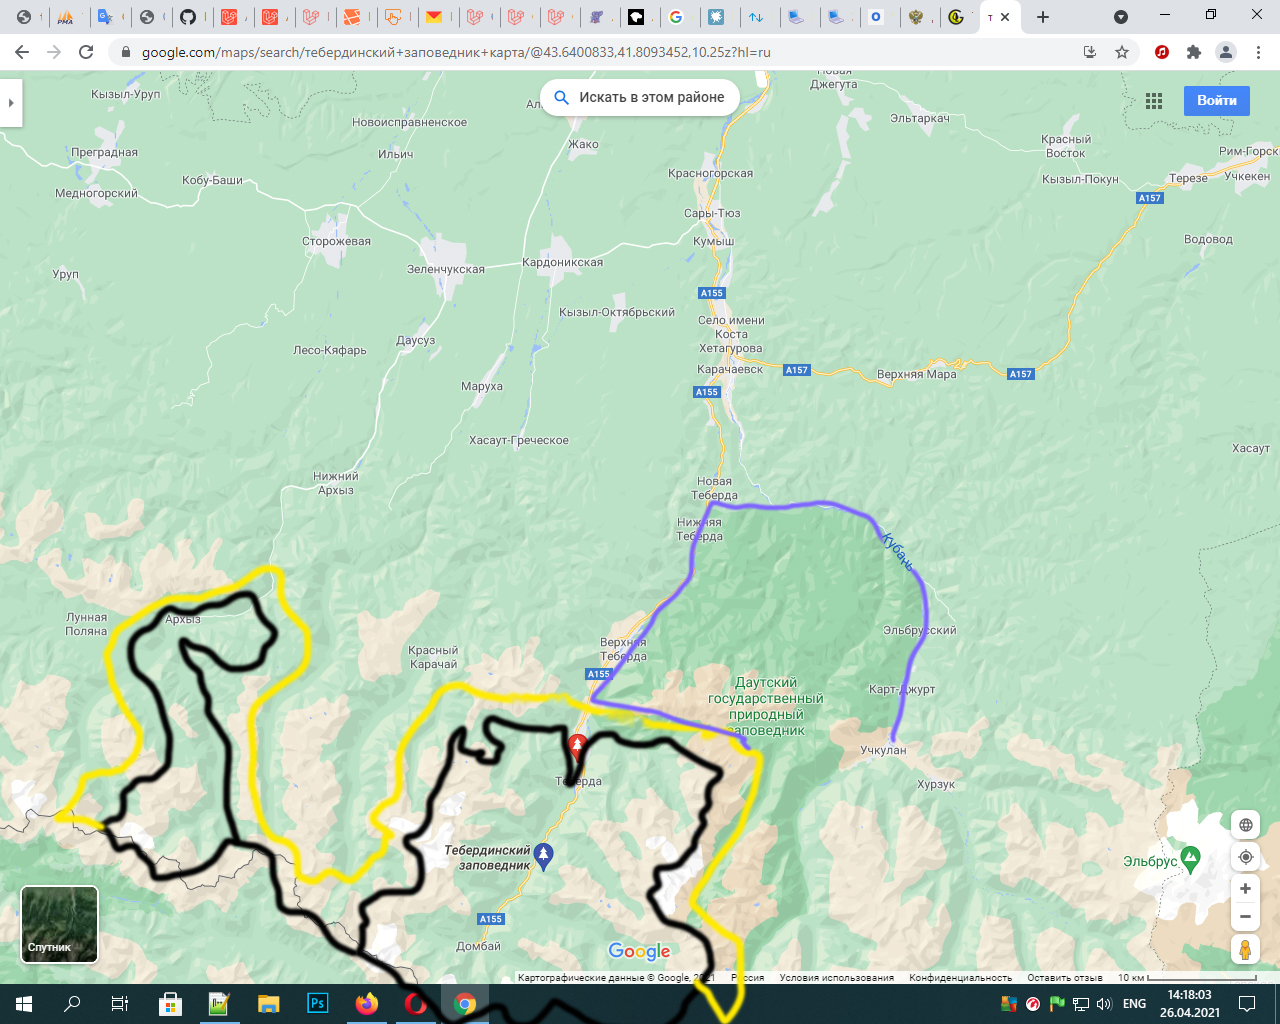 google.com/maps/search/тебердинский+заповедник+карта/@43.6400833,41.8093452,10.25z?hl=ru
Искать в этом районе
Войти
Кызыл-Уруп
Новая
Джегута
Новоисправненское
Эльтаркач
Преградная
Ильич
Жако
Красный
Восток
Рим-Горск
Медногорский
Кобу-Баши
Красногорская
Кызыл-Покун
Терезе
Учкекен
A157
Сары-Тюз
Сторожевая
Кумыш
Водовод
Уруп
Зеленчукская
Кардоникская
A155
Кызыл-Октябрьский
Село имени
Коста
Хетагурова
Лесо-Кяфарь
Даусуз
Карачаевск
A157
Верхняя Мара
A157
Маруха
A155
Хасаут-Греческое
Хасаут
Нижний
Архыз
Новая
Теберда
Нижняя
Теберда
Кубань
Лунная
Поляна
Архыз
Эльбрусский
Красный
Карачай
Верхняя
Теберда
A155
Даутский
государственный
природный
заповедник
Карт-Джурт
Учкулан
Теберда
Хурзук
Тебердинский
заповедник
Эльбрус
A155
Домбай
Спутник
Google
Картографические данные © Google, 2021
Россия
Условия использования
Конфиденциальность
Оставить отзыв
10 км
ENG
14:18:03
26.04.2021